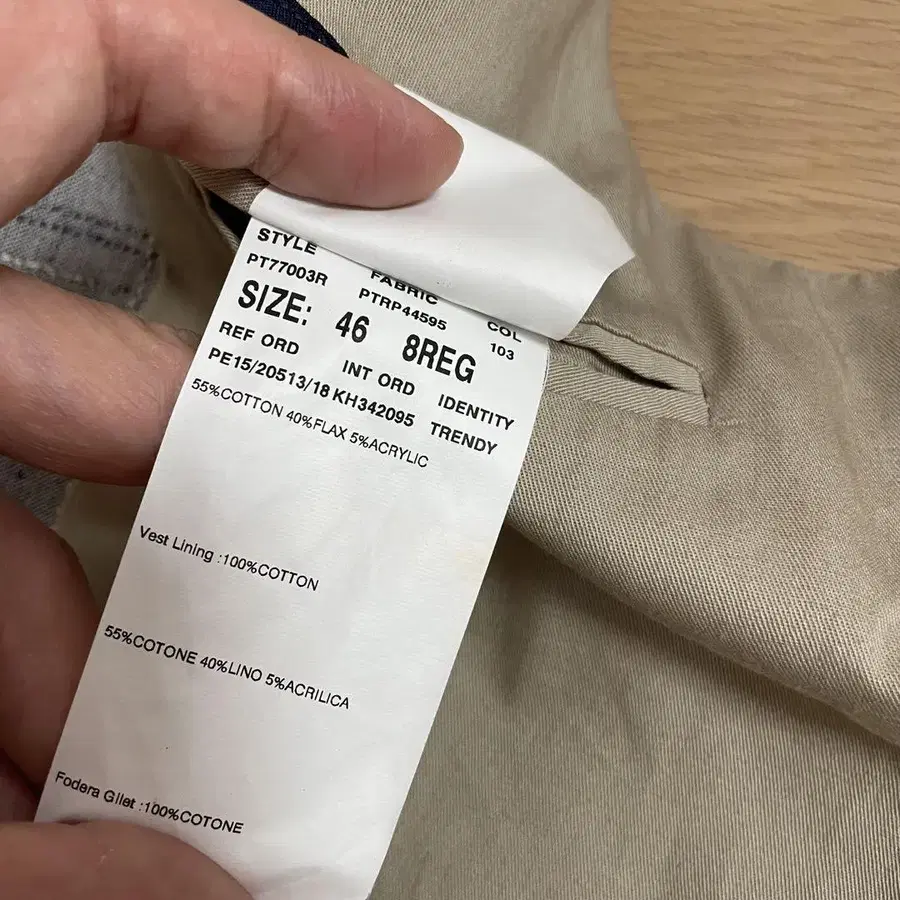 STYLE FABRIC COL
PT77003R PTRP44595 103
SIZE: 46 8REG
REF ORD INT ORD IDENTITY
PE15/20513/18 KH342095 TRENDY
55%COTTON 40%FLAX 5%ACRYLIC
Vest Lining :100%COTTON
55%COTONE 40%LINO 5%ACRILICA
Fodera Gilet :100%COTONE